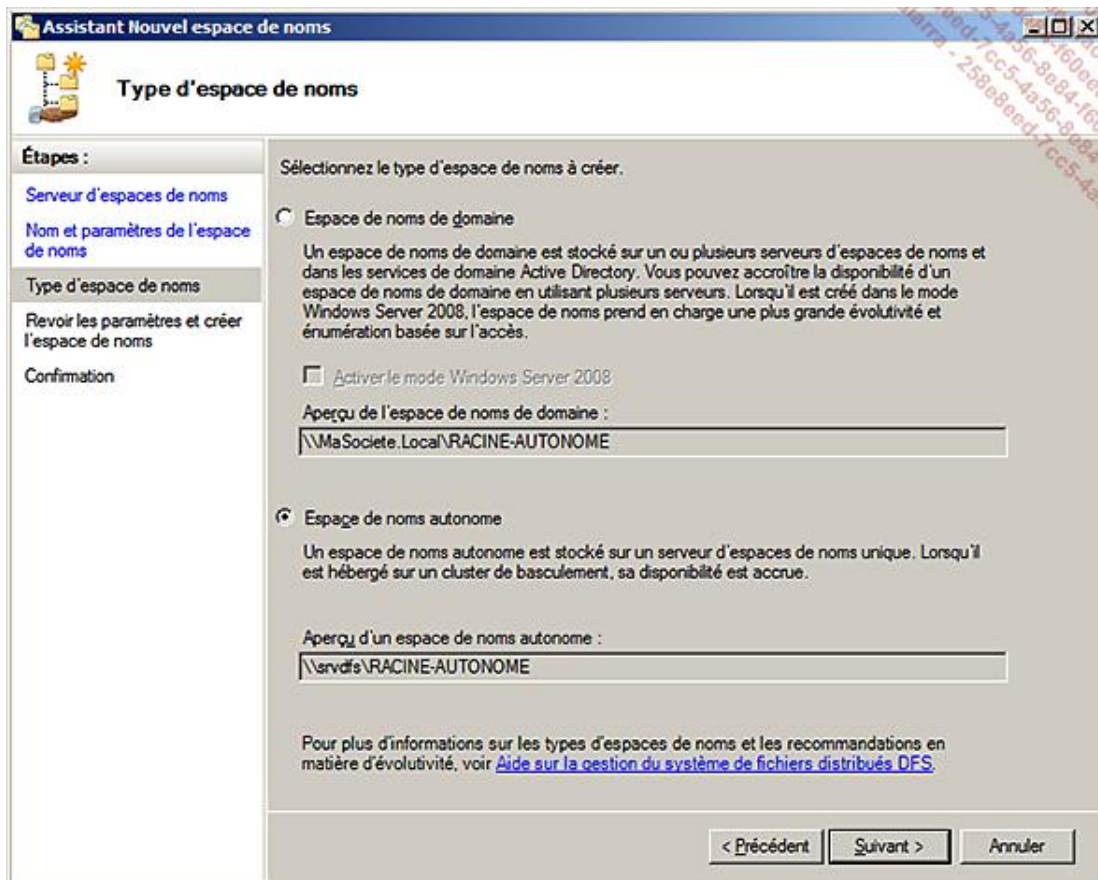 Assistant Nouvel espace de noms
Type d'espace de noms
Étapes :
Serveur d'espaces de noms
Nom et paramètres de l'espace
de noms
Type d'espace de noms
Revoir les paramètres et créer
l'espace de noms
Confirmation
Sélectionnez le type d'espace de noms à créer.
Espace de noms de domaine
Un espace de noms de domaine est stocké sur un ou plusieurs serveurs d'espaces de noms et
dans les services de domaine Active Directory. Vous pouvez accroître la disponibilité d'un
espace de noms de domaine en utilisant plusieurs serveurs. Lorsqu'il est créé dans le mode
Windows Server 2008, l'espace de noms prend en charge une plus grande évolutivité et
énumération basée sur l'accès.
Activer le mode Windows Server 2008
Aperçu de l'espace de noms de domaine :
\\MaSociete.Local\RACINE-AUTONOME
Espace de noms autonome
Un espace de noms autonome est stocké sur un serveur d'espaces de noms unique. Lorsqu'il
est hébergé sur un cluster de basculement, sa disponibilité est accrue.
Aperçu d'un espace de noms autonome :
\\srvdfs\RACINE-AUTONOME
Pour plus d'informations sur les types d'espaces de noms et les recommandations en
matière d'évolutivité, voir Aide sur la gestion du système de fichiers distribués DFS.
< Précédent
Suivant >
Annuler